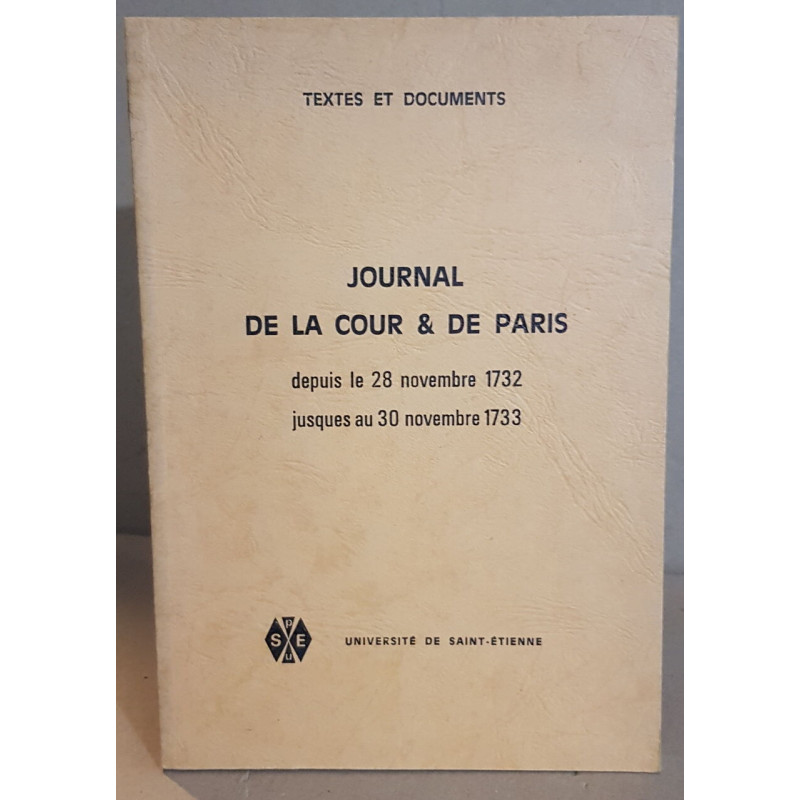 TEXTES ET DOCUMENTS
JOURNAL
DE LA COUR & DE PARIS
depuis le 28 novembre 1732
jusques au 30 novembre 1733
p
S E
u
UNIVERSITÉ DE SAINT-ÉTIENNE